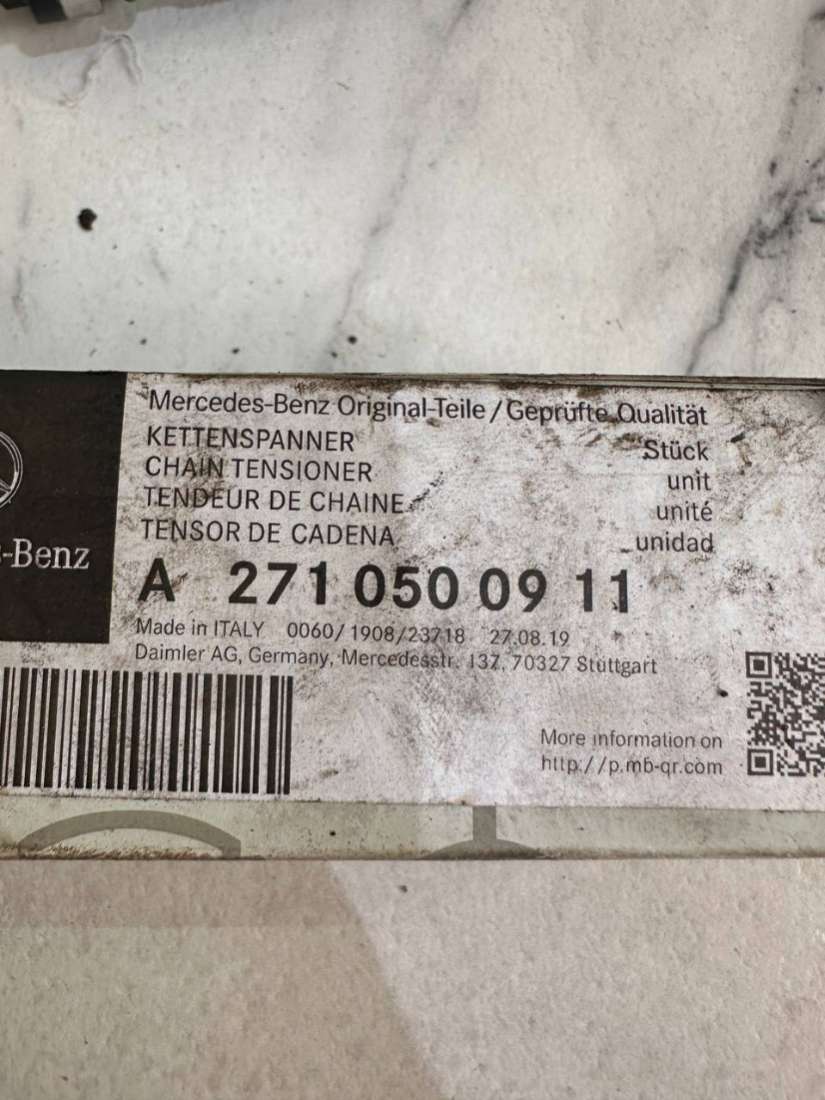 Mercedes-Benz Original-Teile / Geprüfte Qualität
KETTENSPANNER Stück
CHAIN TENSIONER unit
TENDEUR DE CHAINE unité
TENSOR DE CADENA unidad
-Benz
A 271 050 09 11
Made in ITALY 0060/1908/23718 27.08.19
Daimler AG, Germany, Mercedesstr. 137, 70327 Stuttgart
More information on
http://p.mb-qr.com